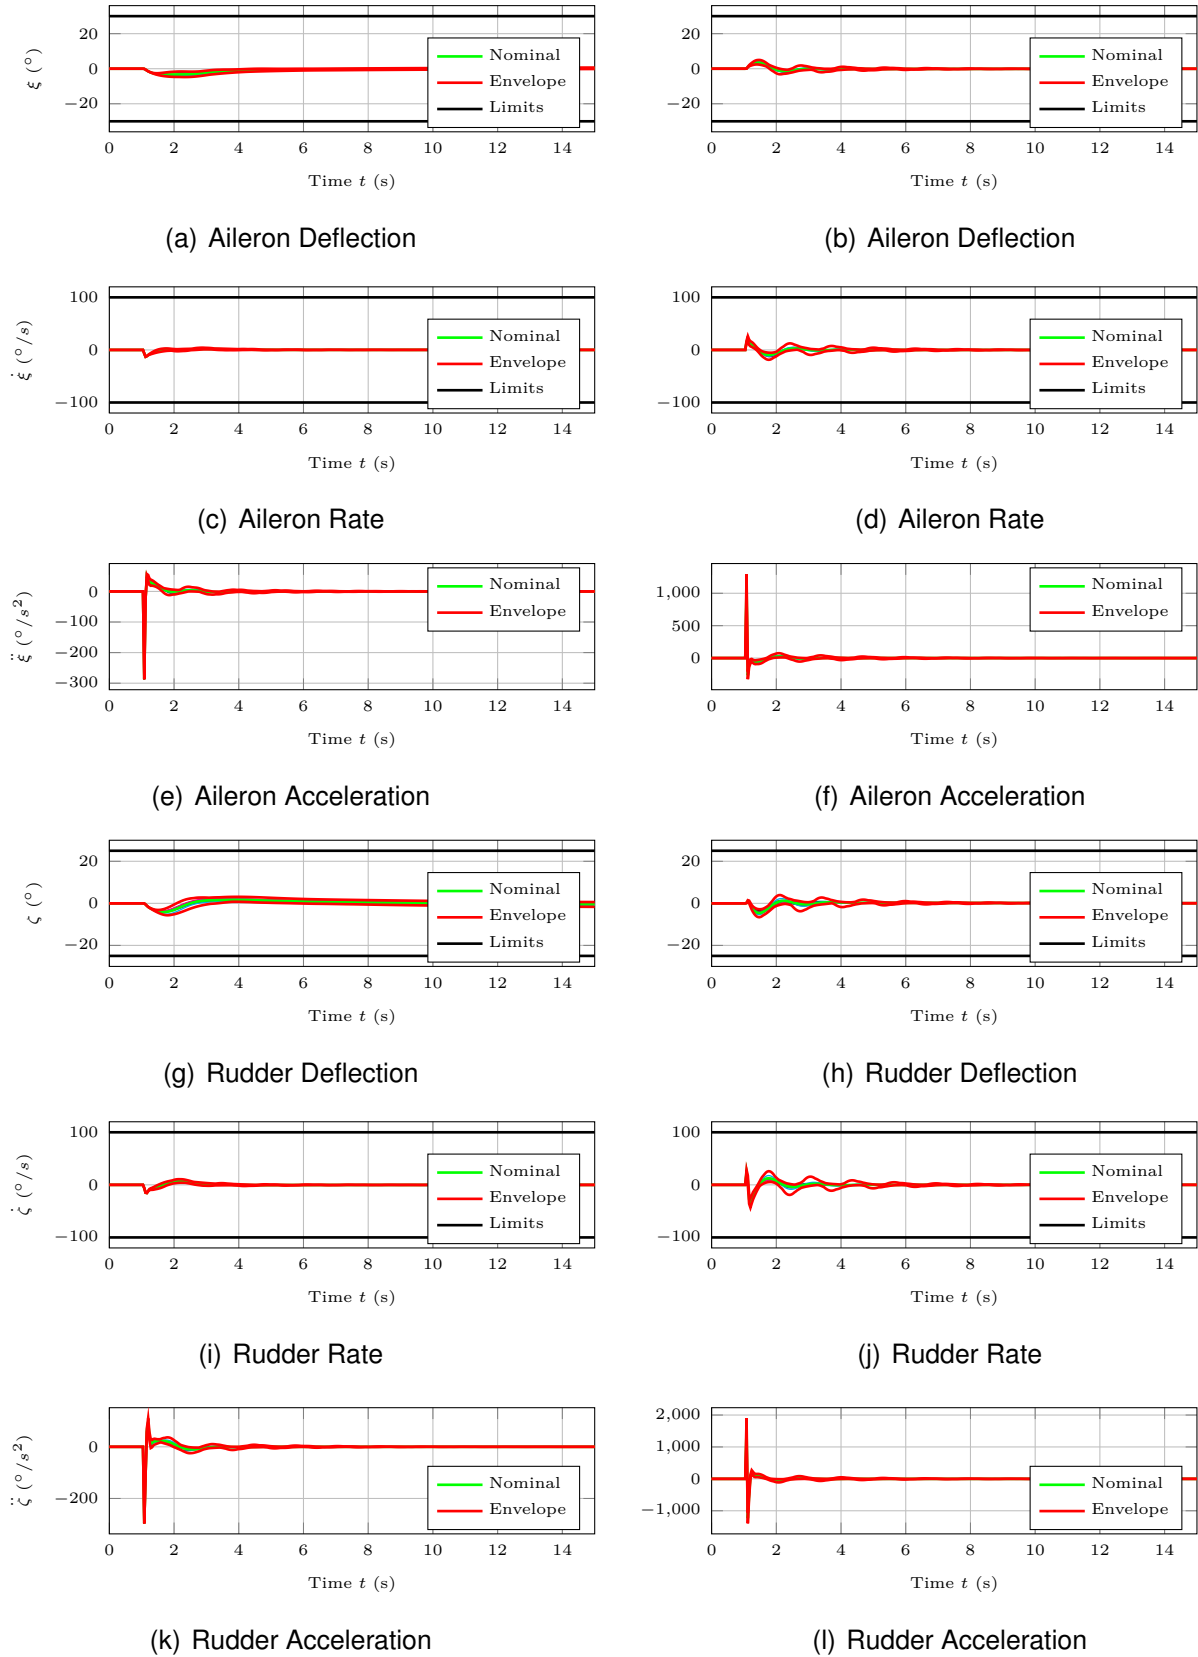 ξ (°)
20
0
−20
Nominal
Envelope
Limits
0 2 4 6 8 10 12 14
Time t (s)
(a) Aileron Deflection
20
0
−20
Nominal
Envelope
Limits
0 2 4 6 8 10 12 14
Time t (s)
(b) Aileron Deflection
ξ̇ (°/s)
100
0
−100
Nominal
Envelope
Limits
0 2 4 6 8 10 12 14
Time t (s)
(c) Aileron Rate
100
0
−100
Nominal
Envelope
Limits
0 2 4 6 8 10 12 14
Time t (s)
(d) Aileron Rate
ξ̈ (°/s²)
0
−100
−200
−300
Nominal
Envelope
0 2 4 6 8 10 12 14
Time t (s)
(e) Aileron Acceleration
1,000
500
0
Nominal
Envelope
0 2 4 6 8 10 12 14
Time t (s)
(f) Aileron Acceleration
ζ (°)
20
0
−20
Nominal
Envelope
Limits
0 2 4 6 8 10 12 14
Time t (s)
(g) Rudder Deflection
20
0
−20
Nominal
Envelope
Limits
0 2 4 6 8 10 12 14
Time t (s)
(h) Rudder Deflection
ζ̇ (°/s)
100
0
−100
Nominal
Envelope
Limits
0 2 4 6 8 10 12 14
Time t (s)
(i) Rudder Rate
100
0
−100
Nominal
Envelope
Limits
0 2 4 6 8 10 12 14
Time t (s)
(j) Rudder Rate
ζ̈ (°/s²)
0
−200
Nominal
Envelope
0 2 4 6 8 10 12 14
Time t (s)
(k) Rudder Acceleration
2,000
1,000
0
−1,000
Nominal
Envelope
0 2 4 6 8 10 12 14
Time t (s)
(l) Rudder Acceleration